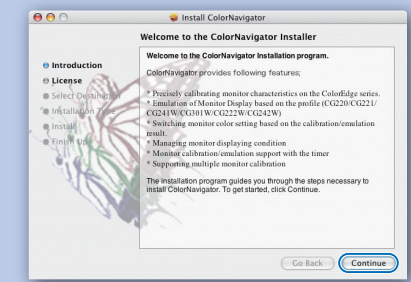 Install ColorNavigator
Welcome to the ColorNavigator Installer
Introduction
License
Select Destination
Installation Type
Install
Finish Up
Welcome to the ColorNavigator Installation program.
ColorNavigator provides following features;
* Precisely calibrating monitor characteristics on the ColorEdge series.
* Emulation of Monitor Display based on the profile (CG220/CG221/
CG241W/CG301W/CG222W/CG242W)
* Switching monitor color setting based on the calibration/emulation
result.
* Managing monitor displaying condition
* Monitor calibration/emulation support with the timer
* Supporting multiple monitor calibration
The installation program guides you through the steps necessary to
install ColorNavigator. To get started, click Continue.
Go Back
Continue